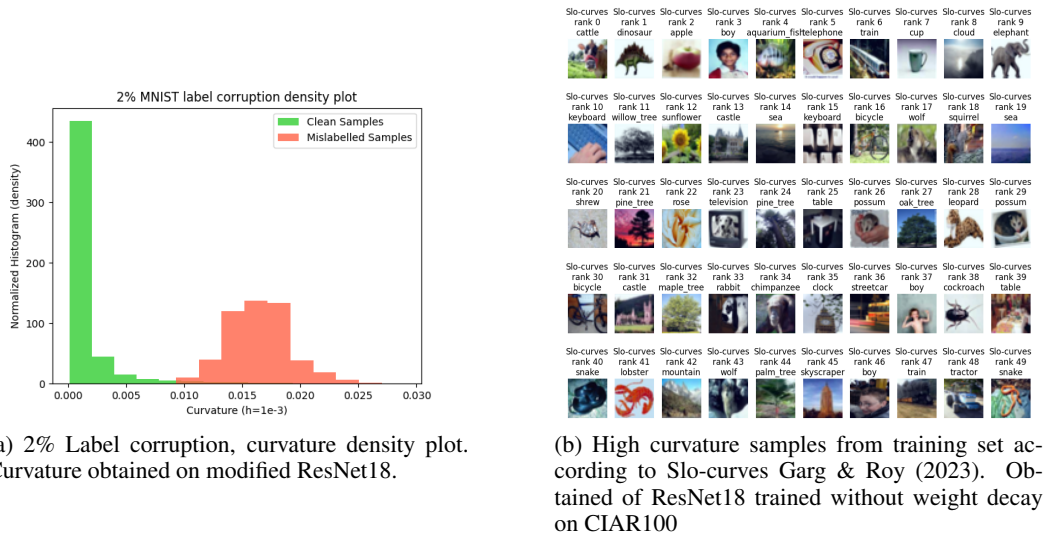 2% MNIST label corruption density plot
Clean Samples
Mislabelled Samples
Normalized Histogram (density)
400
300
200
100
0
0.000 0.005 0.010 0.015 0.020 0.025 0.030
Curvature (h=1e-3)
a) 2% Label corruption, curvature density plot.
Curvature obtained on modified ResNet18.
Slo-curves Slo-curves Slo-curves Slo-curves Slo-curves Slo-curves Slo-curves Slo-curves Slo-curves Slo-curves
rank 0 rank 1 rank 2 rank 3 rank 4 rank 5 rank 6 rank 7 rank 8 rank 9
cattle dinosaur apple boy aquarium_fish telephone train cup cloud elephant
Slo-curves Slo-curves Slo-curves Slo-curves Slo-curves Slo-curves Slo-curves Slo-curves Slo-curves Slo-curves
rank 10 rank 11 rank 12 rank 13 rank 14 rank 15 rank 16 rank 17 rank 18 rank 19
keyboard willow_tree sunflower castle sea keyboard bicycle wolf squirrel sea
Slo-curves Slo-curves Slo-curves Slo-curves Slo-curves Slo-curves Slo-curves Slo-curves Slo-curves Slo-curves
rank 20 rank 21 rank 22 rank 23 rank 24 rank 25 rank 26 rank 27 rank 28 rank 29
shrew pine_tree rose television pine_tree table possum oak_tree leopard possum
Slo-curves Slo-curves Slo-curves Slo-curves Slo-curves Slo-curves Slo-curves Slo-curves Slo-curves Slo-curves
rank 30 rank 31 rank 32 rank 33 rank 34 rank 35 rank 36 rank 37 rank 38 rank 39
bicycle castle maple_tree rabbit chimpanzee clock streetcar boy cockroach table
Slo-curves Slo-curves Slo-curves Slo-curves Slo-curves Slo-curves Slo-curves Slo-curves Slo-curves Slo-curves
rank 40 rank 41 rank 42 rank 43 rank 44 rank 45 rank 46 rank 47 rank 48 rank 49
snake lobster mountain wolf palm_tree skyscraper boy train tractor snake
(b) High curvature samples from training set ac-
cording to Slo-curves Garg & Roy (2023). Ob-
tained of ResNet18 trained without weight decay
on CIAR100